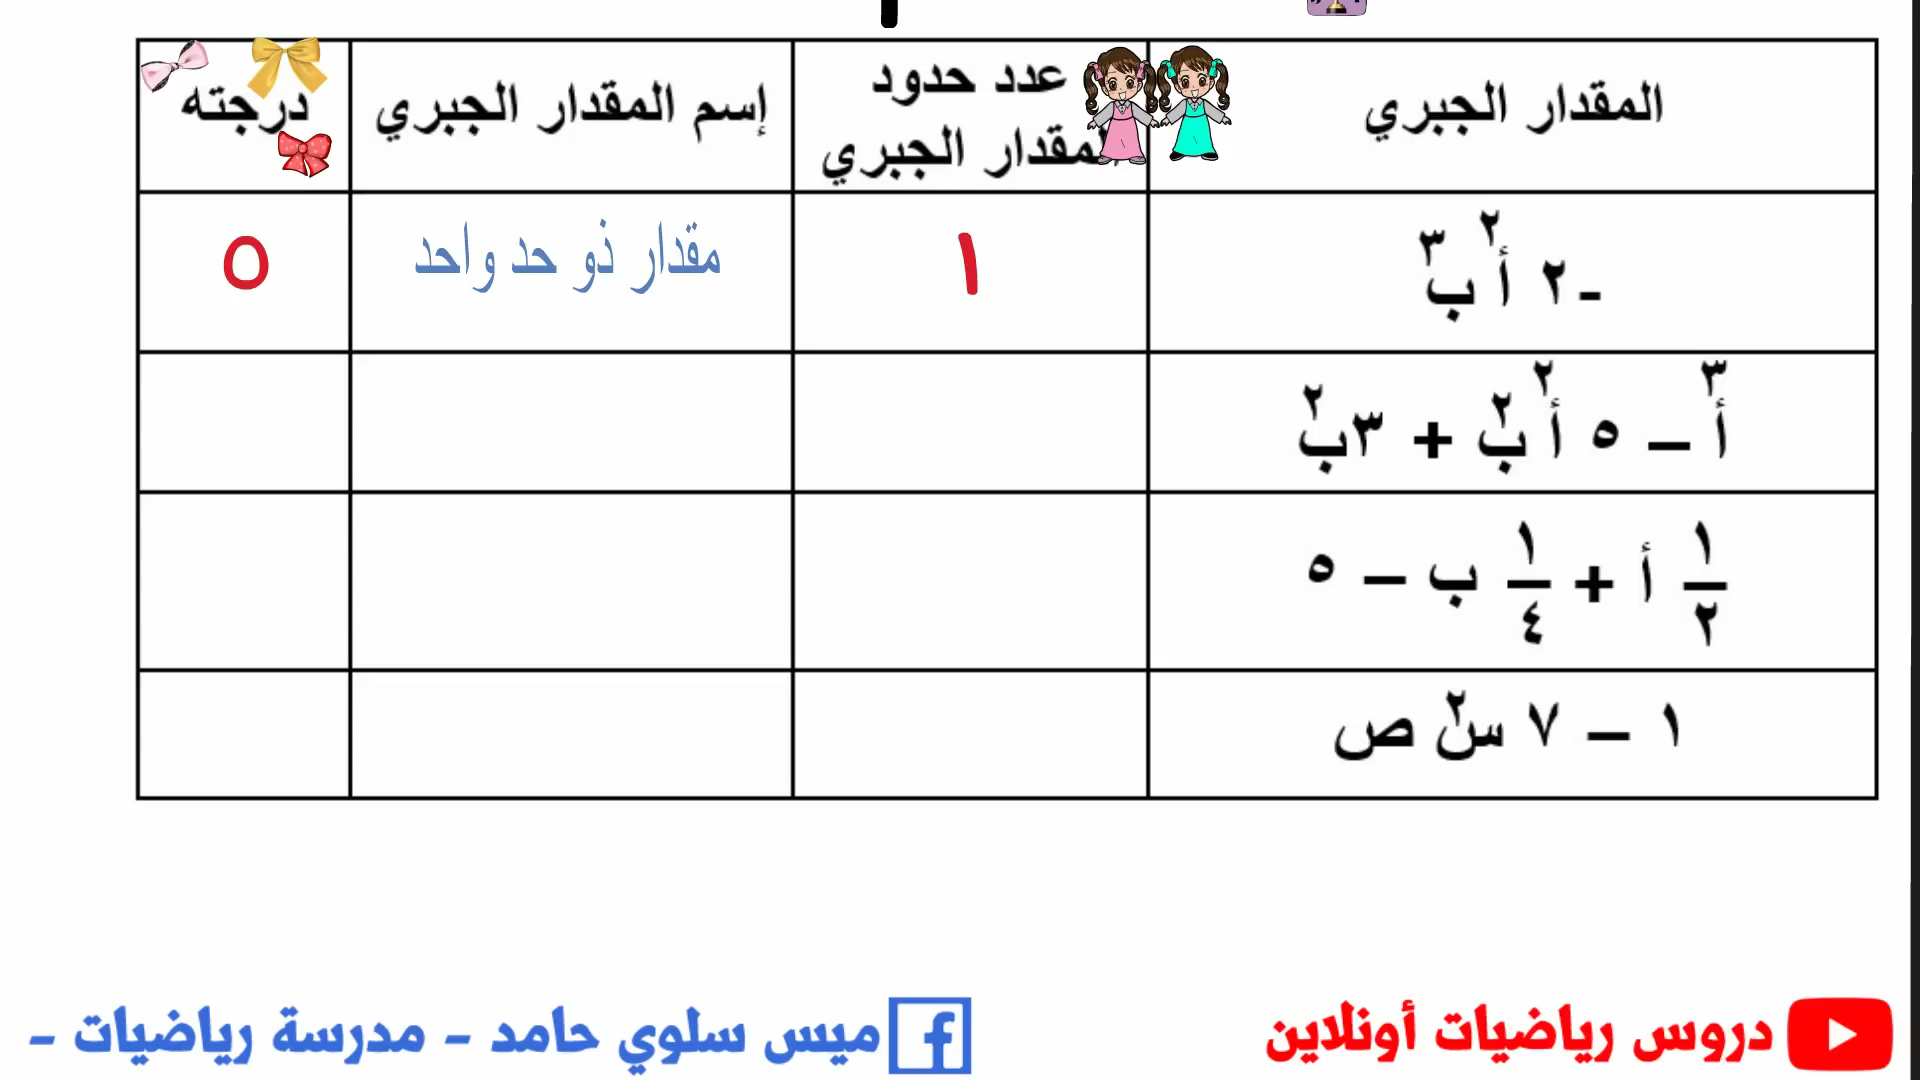 المقدار الجبري
عدد حدود
المقدار الجبري
إسم المقدار الجبري
درجته
-٢ أ٢ ب٣
١
مقدار ذو حد واحد
٥
أ٣ – ٥ أ٢ ب٢ + ٣ب٢
١/٢ أ + ١/٤ ب – ٥
١ – ٧ س٢ ص
دروس رياضيات أونلاين
ميس سلوي حامد - مدرسة رياضيات -